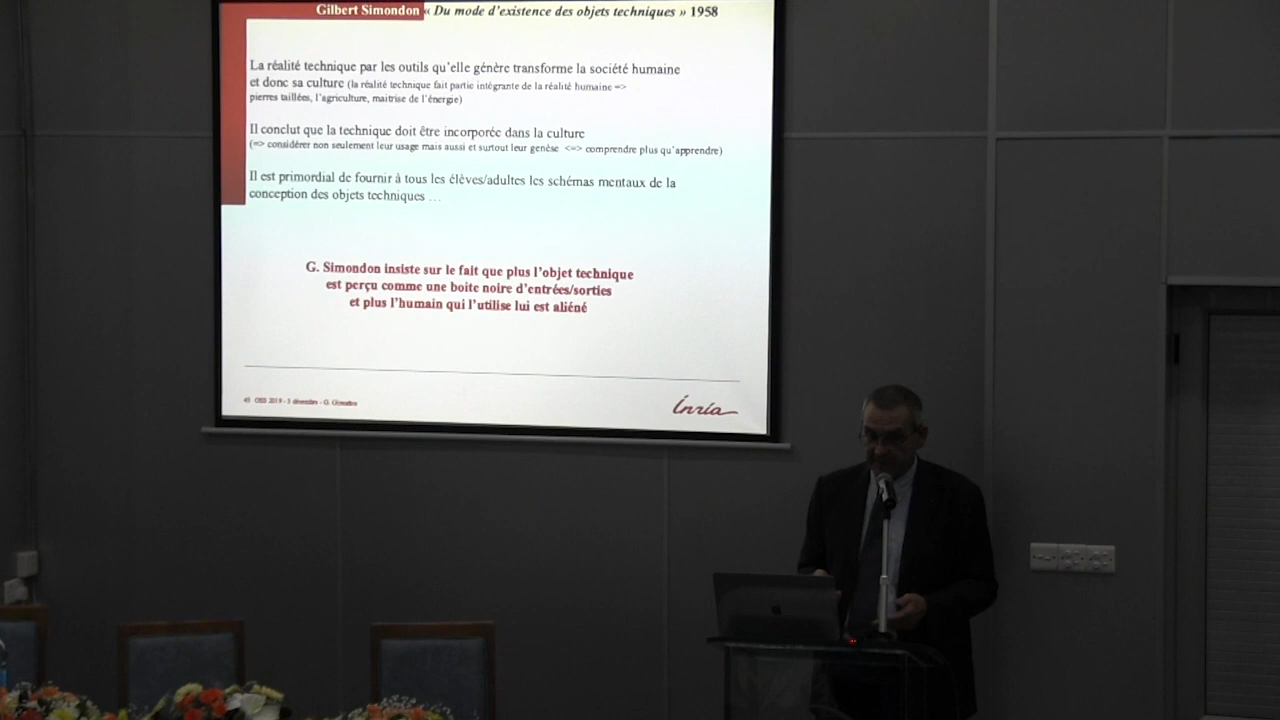 Gilbert Simondon « Du mode d'existence des objets techniques » 1958
La réalité technique par les outils qu'elle génère transforme la société humaine
et donc sa culture (la réalité technique fait partie intégrante de la réalité humaine =>
pierres taillées, l'agriculture, maitrise de l'énergie)
Il conclut que la technique doit être incorporée dans la culture
(=> considérer non seulement leur usage mais aussi et surtout leur genèse <=> comprendre plus qu'apprendre)
Il est primordial de fournir à tous les élèves/adultes les schémas mentaux de la
conception des objets techniques ...
G. Simondon insiste sur le fait que plus l'objet technique
est perçu comme une boite noire d'entrées/sorties
et plus l'humain qui l'utilise lui est aliéné
2019 - 3 décembre - G.
Inria